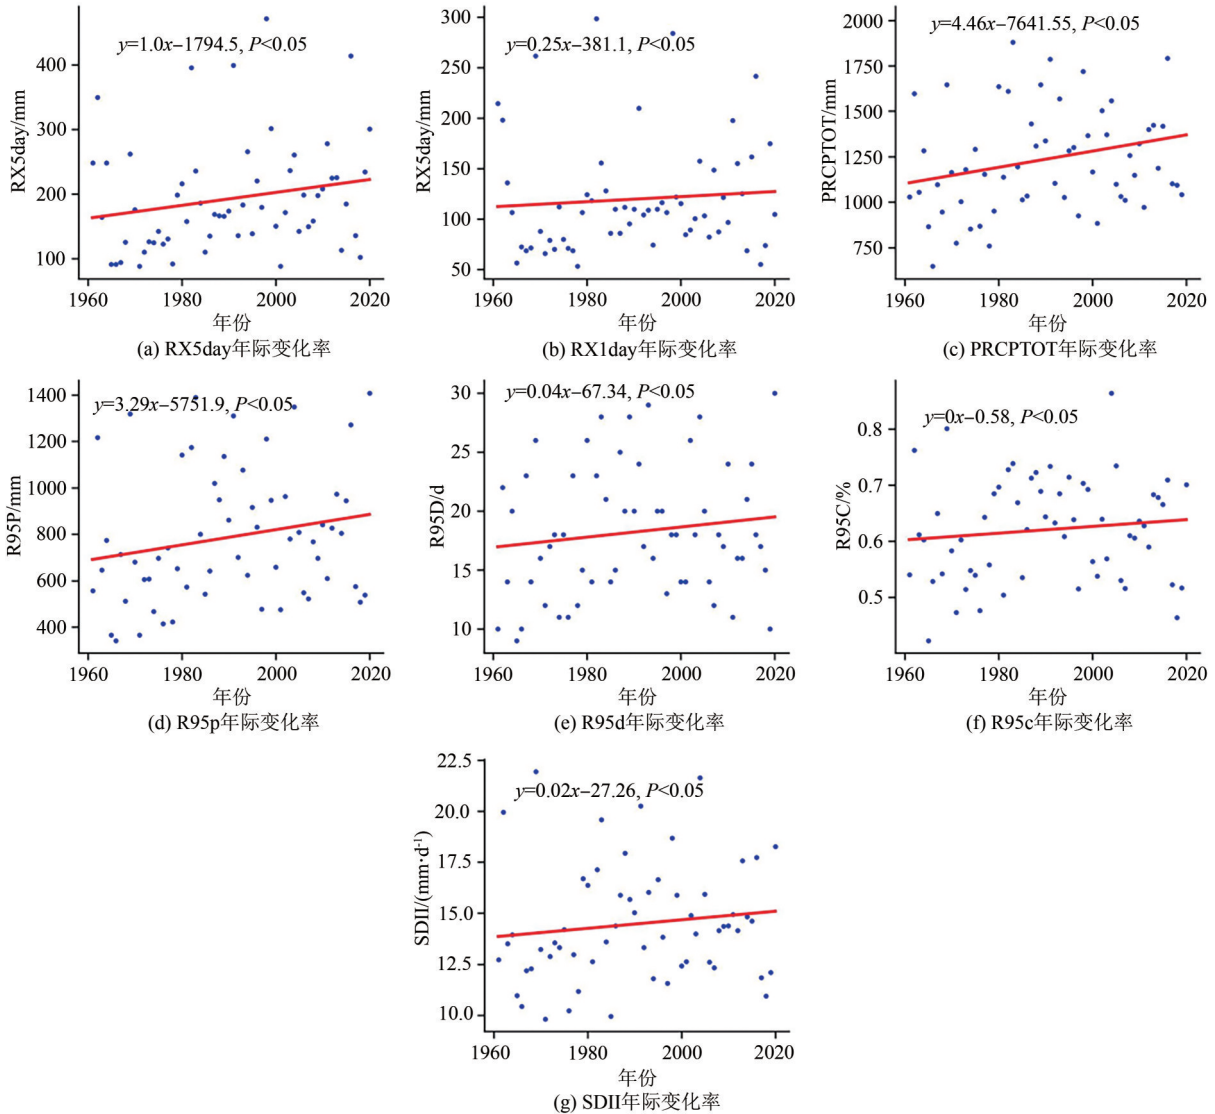 y=1.0x−1794.5, P<0.05
RX5day/mm
400
300
200
100
1960 1980 2000 2020
年份
(a) RX5day年际变化率
y=0.25x−381.1, P<0.05
RX5day/mm
300
250
200
150
100
50
1960 1980 2000 2020
年份
(b) RX1day年际变化率
y=4.46x−7641.55, P<0.05
PRCPTOT/mm
2000
1750
1500
1250
1000
750
1960 1980 2000 2020
年份
(c) PRCPTOT年际变化率
y=3.29x−5751.9, P<0.05
R95P/mm
1400
1200
1000
800
600
400
1960 1980 2000 2020
年份
(d) R95p年际变化率
y=0.04x−67.34, P<0.05
R95D/d
30
25
20
15
10
1960 1980 2000 2020
年份
(e) R95d年际变化率
y=0x−0.58, P<0.05
R95C/%
0.8
0.7
0.6
0.5
1960 1980 2000 2020
年份
(f) R95c年际变化率
y=0.02x−27.26, P<0.05
SDII/(mm·d⁻¹)
22.5
20.0
17.5
15.0
12.5
10.0
1960 1980 2000 2020
年份
(g) SDII年际变化率